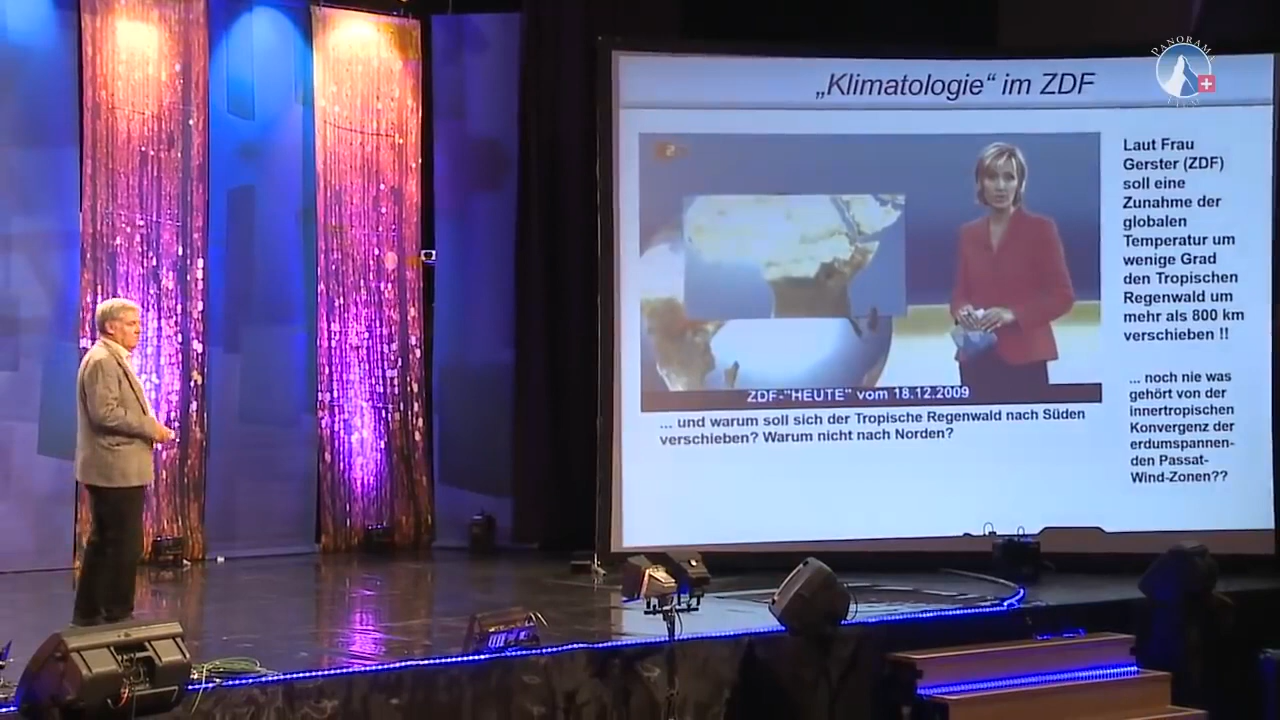 „Klimatologie“ im ZDF
PANORAMA
Laut Frau
Gerster (ZDF)
soll eine
Zunahme der
globalen
Temperatur um
wenige Grad
den Tropischen
Regenwald um
mehr als 800 km
verschieben !!
2
ZDF-"HEUTE" vom 18.12.2009
... und warum soll sich der Tropische Regenwald nach Süden
verschieben? Warum nicht nach Norden?
... noch nie was
gehört von der
innertropischen
Konvergenz der
erdumspannen-
den Passat-
Wind-Zonen??